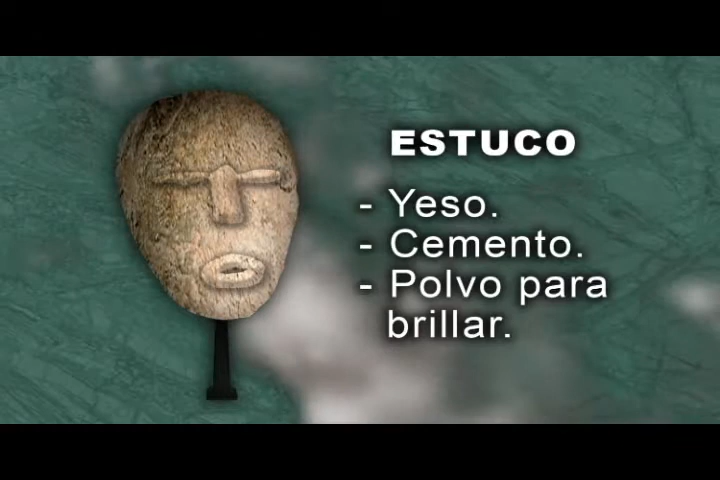 ESTUCO
- Yeso.
- Cemento.
- Polvo para
brillar.